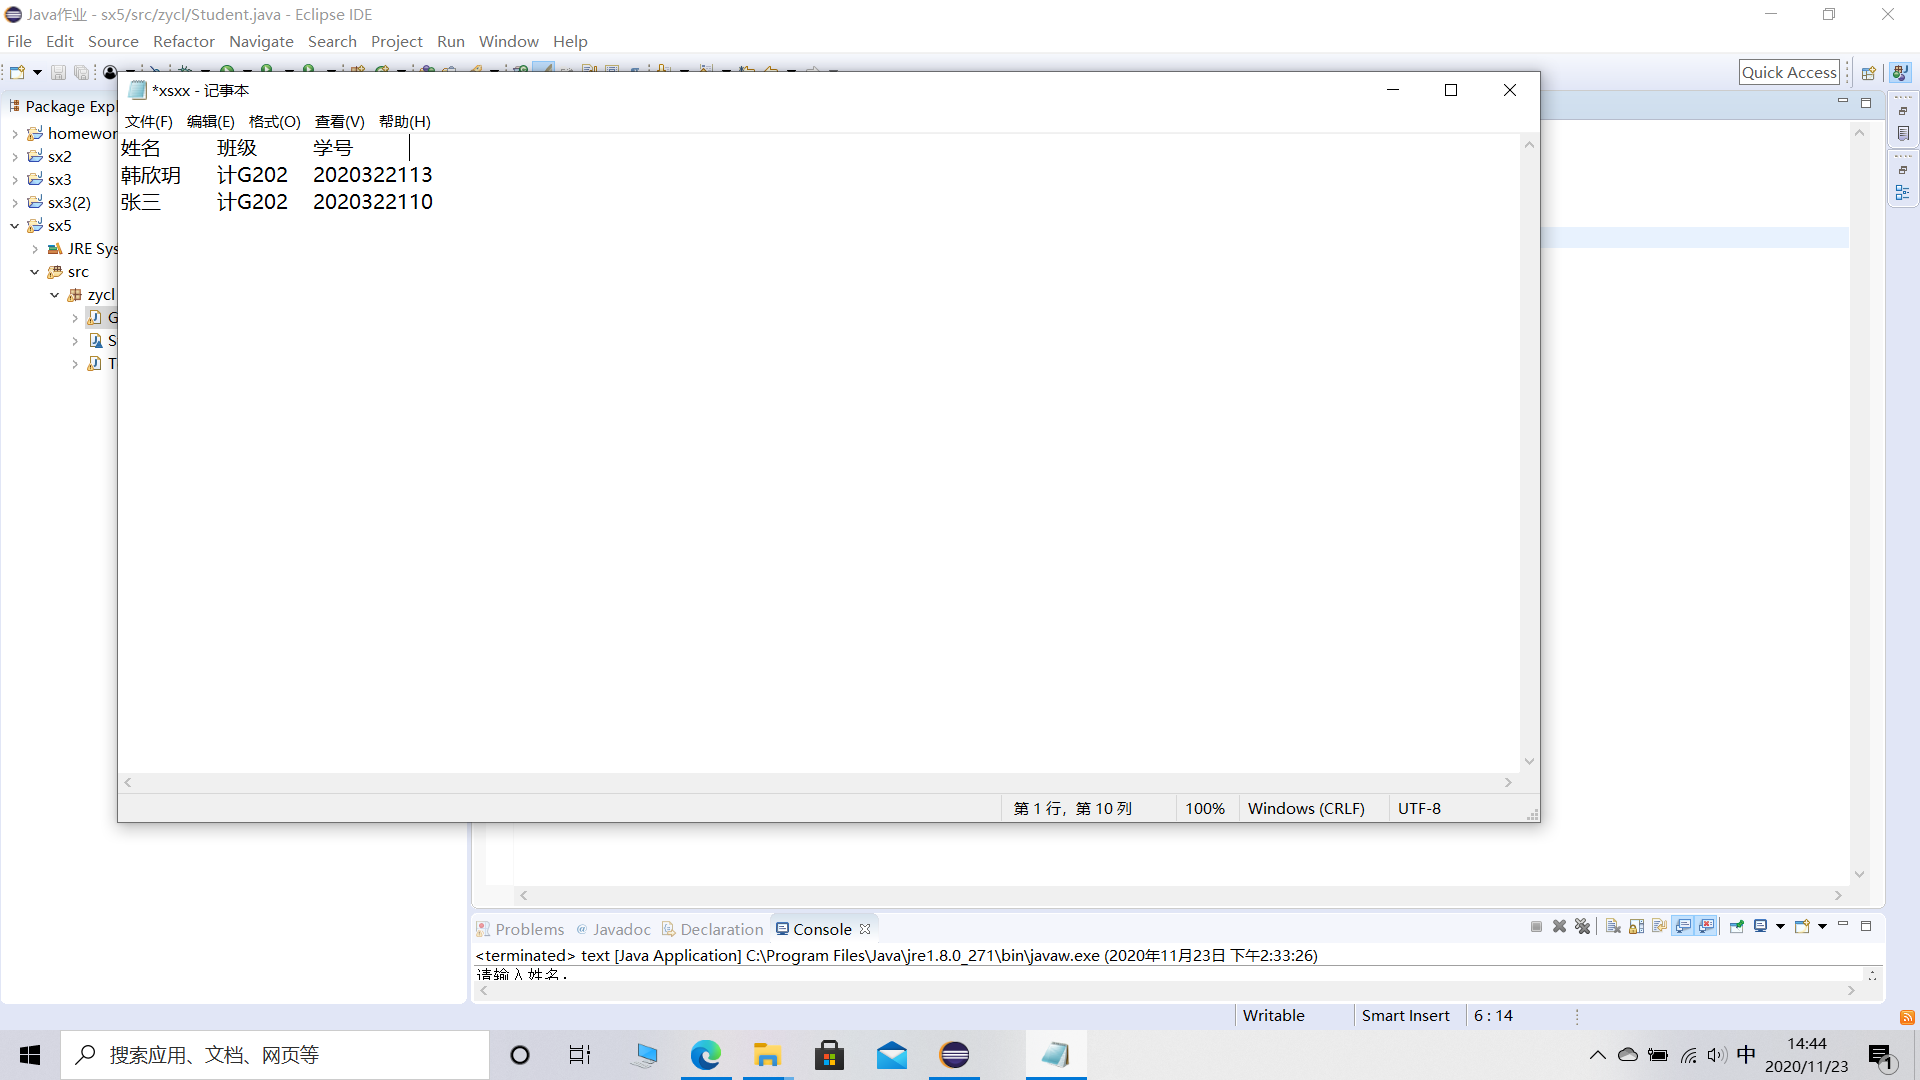 Java作业 - sx5/src/zycl/Student.java - Eclipse IDE
File Edit Source Refactor Navigate Search Project Run Window Help
Quick Access
*xsxx - 记事本
文件(F) 编辑(E) 格式(O) 查看(V) 帮助(H)
姓名 班级 学号
韩欣玥 计G202 2020322113
张三 计G202 2020322110
第 1 行，第 10 列 100% Windows (CRLF) UTF-8
Package Expl
homewor
sx2
sx3
sx3(2)
sx5
JRE Sys
src
zycl
G
S
T
Problems @ Javadoc Declaration Console
<terminated> text [Java Application] C:\Program Files\Java\jre1.8.0_271\bin\javaw.exe (2020年11月23日 下午2:33:26)
请输入姓名:
Writable Smart Insert 6 : 14
搜索应用、文档、网页等
中
14:44
2020/11/23
1